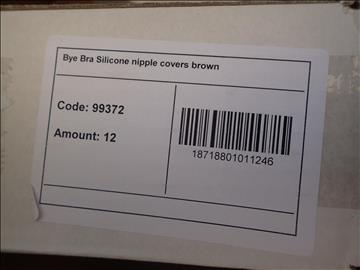 Bye Bra Silicone nipple covers brown
Code: 99372
Amount: 12
18718801011246